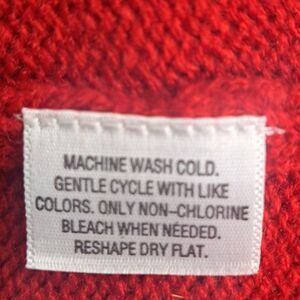 MACHINE WASH COLD.
GENTLE CYCLE WITH LIKE
COLORS. ONLY NON-CHLORINE
BLEACH WHEN NEEDED.
RESHAPE DRY FLAT.